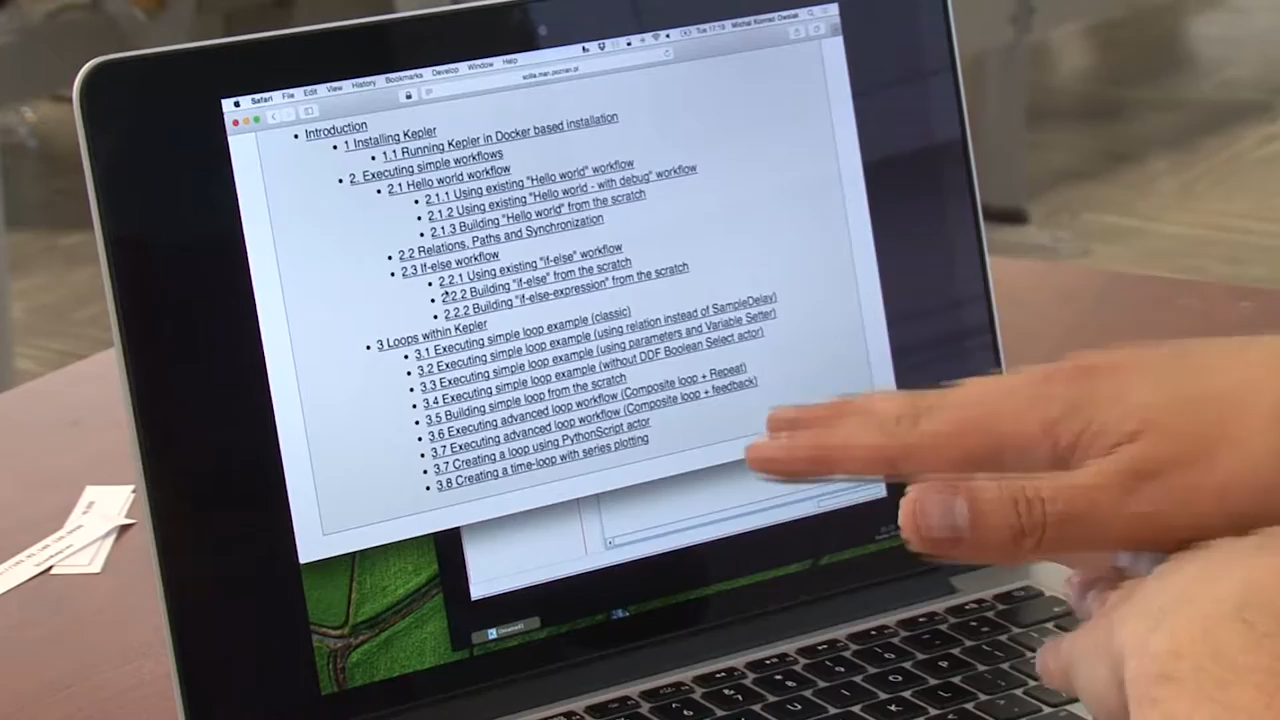 Safari File Edit View History Bookmarks Develop Window Help
Tue 17:19 Michal Konrad Owsiak
scilla.man.poznan.pl
Introduction
1 Installing Kepler
1.1 Running Kepler in Docker based installation
2. Executing simple workflows
2.1 Hello world workflow
2.1.1 Using existing "Hello world" workflow
2.1.2 Using existing "Hello world - with debug" workflow
2.1.3 Building "Hello world" from the scratch
2.2 Relations, Paths and Synchronization
2.3 If-else workflow
2.2.1 Using existing "if-else" workflow
2.2.2 Building "if-else" from the scratch
2.2.2 Building "if-else-expression" from the scratch
3 Loops within Kepler
3.1 Executing simple loop example (classic)
3.2 Executing simple loop example (using relation instead of SampleDelay)
3.3 Executing simple loop example (using parameters and Variable Setter)
3.4 Executing simple loop example (without DDF Boolean Select actor)
3.5 Building simple loop from the scratch
3.6 Executing advanced loop workflow (Composite loop + Repeat)
3.7 Executing advanced loop workflow (Composite loop + feedback)
3.7 Creating a loop using PythonScript actor
3.8 Creating a time-loop with series plotting
Unnamed1